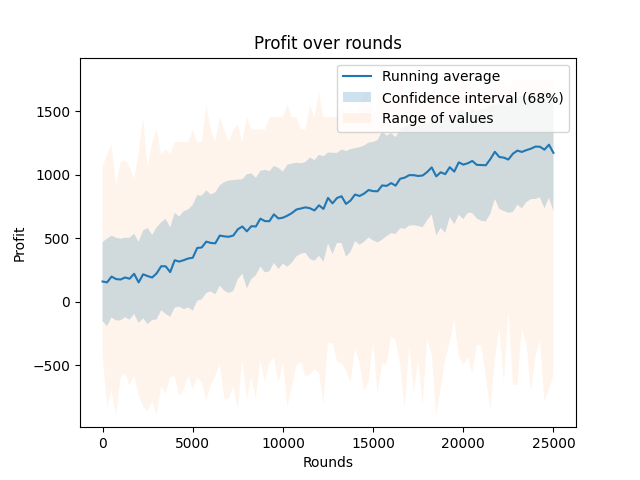 Profit over rounds
Running average
Confidence interval (68%)
Range of values
1500
1000
500
0
−500
Profit
0 5000 10000 15000 20000 25000
Rounds